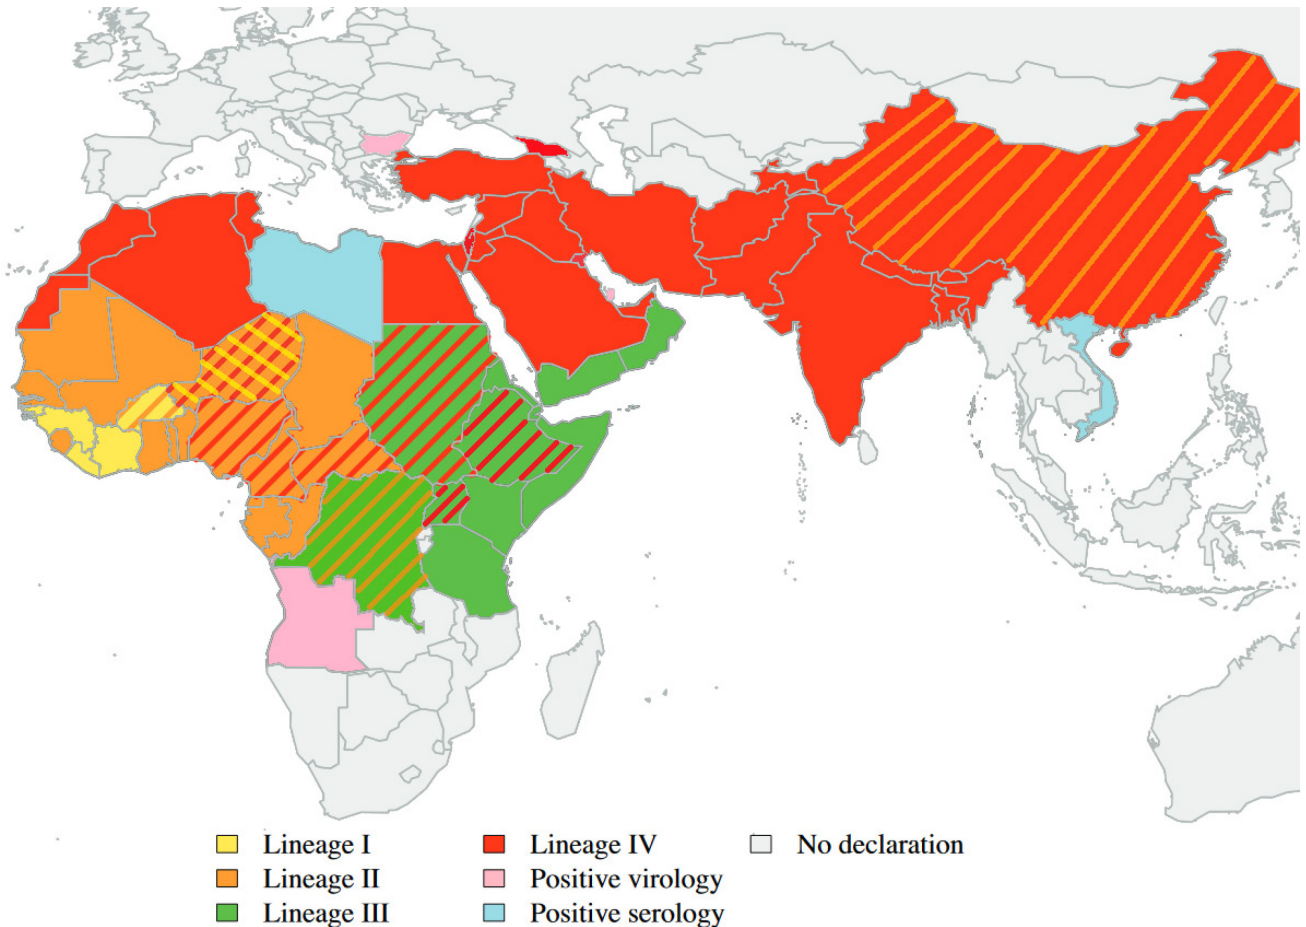 Lineage I
Lineage II
Lineage III
Lineage IV
Positive virology
Positive serology
No declaration